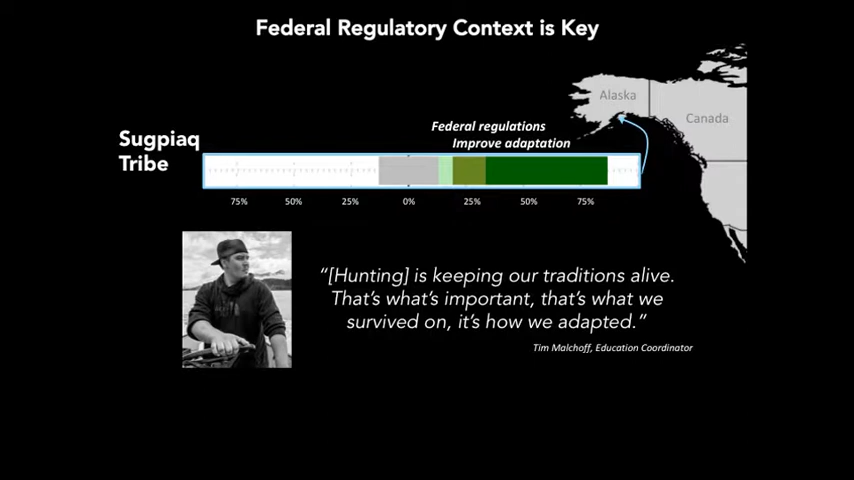 Federal Regulatory Context is Key
Alaska
Canada
Federal regulations
Improve adaptation
Sugpiaq
Tribe
75% 50% 25% 0% 25% 50% 75%
“[Hunting] is keeping our traditions alive.
That’s what’s important, that’s what we
survived on, it’s how we adapted.”
Tim Malchoff, Education Coordinator